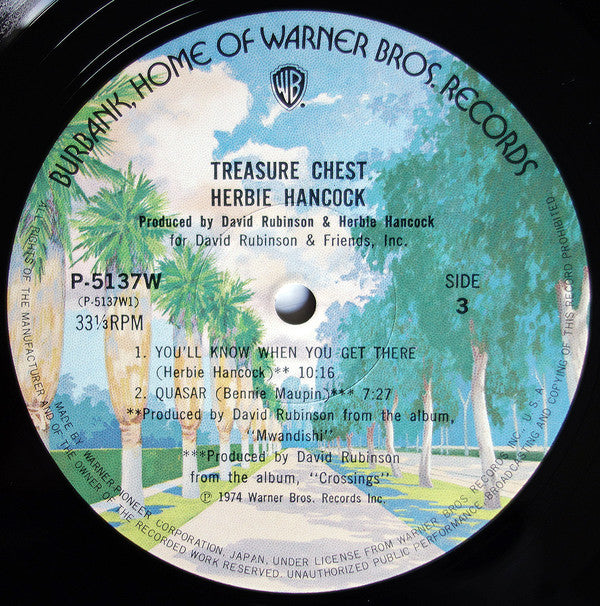 BURBANK, HOME OF WARNER BROS. RECORDS
WB
TREASURE CHEST
HERBIE HANCOCK
Produced by David Rubinson & Herbie Hancock
for David Rubinson & Friends, Inc.
P-5137W
(P-5137W1)
33⅓RPM
SIDE
3
1. YOU'LL KNOW WHEN YOU GET THERE
(Herbie Hancock)** 10:16
2. QUASAR (Bennie Maupin)*** 7:27
**Produced by David Rubinson from the album,
"Mwandishi"
***Produced by David Rubinson
from the album, "Crossings"
Ⓟ 1974 Warner Bros. Records Inc.
MADE BY WARNER-PIONEER CORPORATION, JAPAN, UNDER LICENSE FROM WARNER BROS RECORDS INC., U.S.A.
ALL RIGHTS OF THE MANUFACTURER AND OF THE OWNER OF THE RECORDED WORK RESERVED. UNAUTHORIZED PUBLIC PERFORMANCE, BROADCASTING AND COPYING OF THIS RECORD PROHIBITED